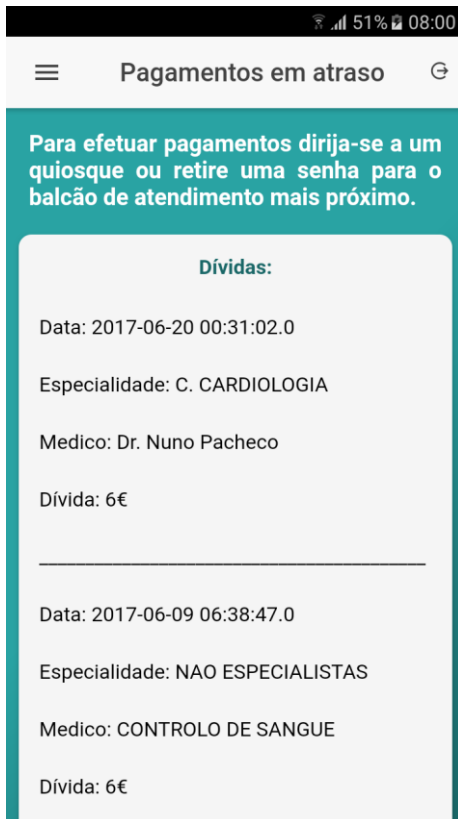 51% 08:00
Pagamentos em atraso
Para efetuar pagamentos dirija-se a um
quiosque ou retire uma senha para o
balcão de atendimento mais próximo.
Dívidas:
Data: 2017-06-20 00:31:02.0
Especialidade: C. CARDIOLOGIA
Medico: Dr. Nuno Pacheco
Dívida: 6€
Data: 2017-06-09 06:38:47.0
Especialidade: NAO ESPECIALISTAS
Medico: CONTROLO DE SANGUE
Dívida: 6€